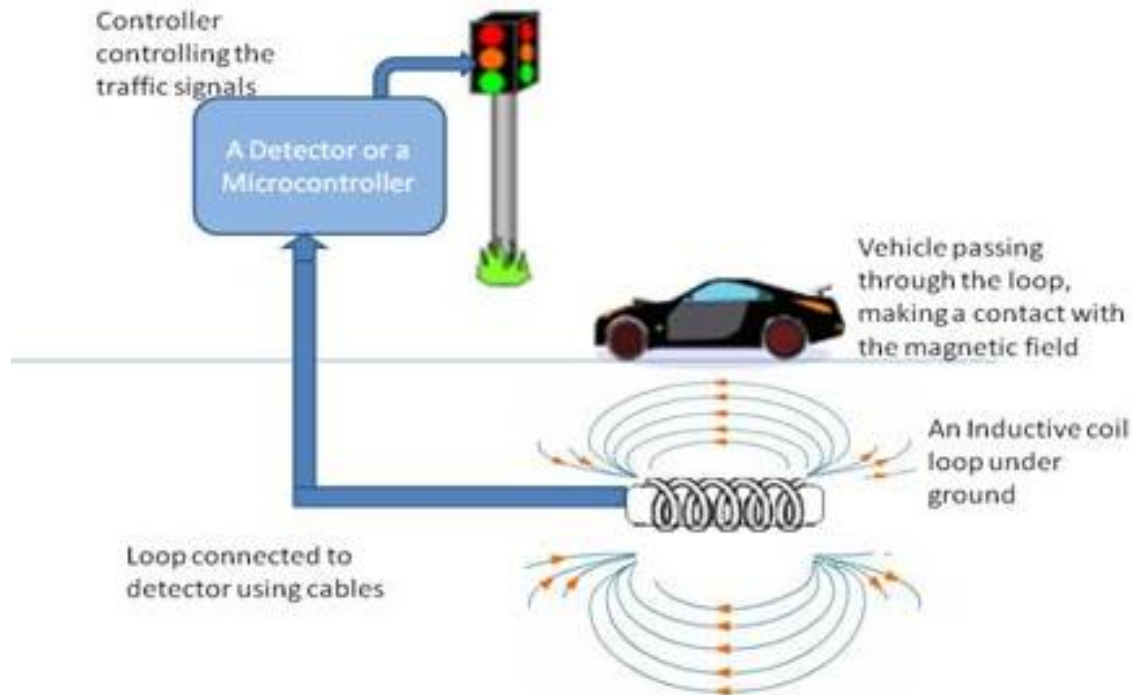 Controller
controlling the
traffic signals
A Detector or a
Microcontroller
Vehicle passing
through the loop,
making a contact with
the magnetic field
An Inductive coil
loop under
ground
Loop connected to
detector using cables